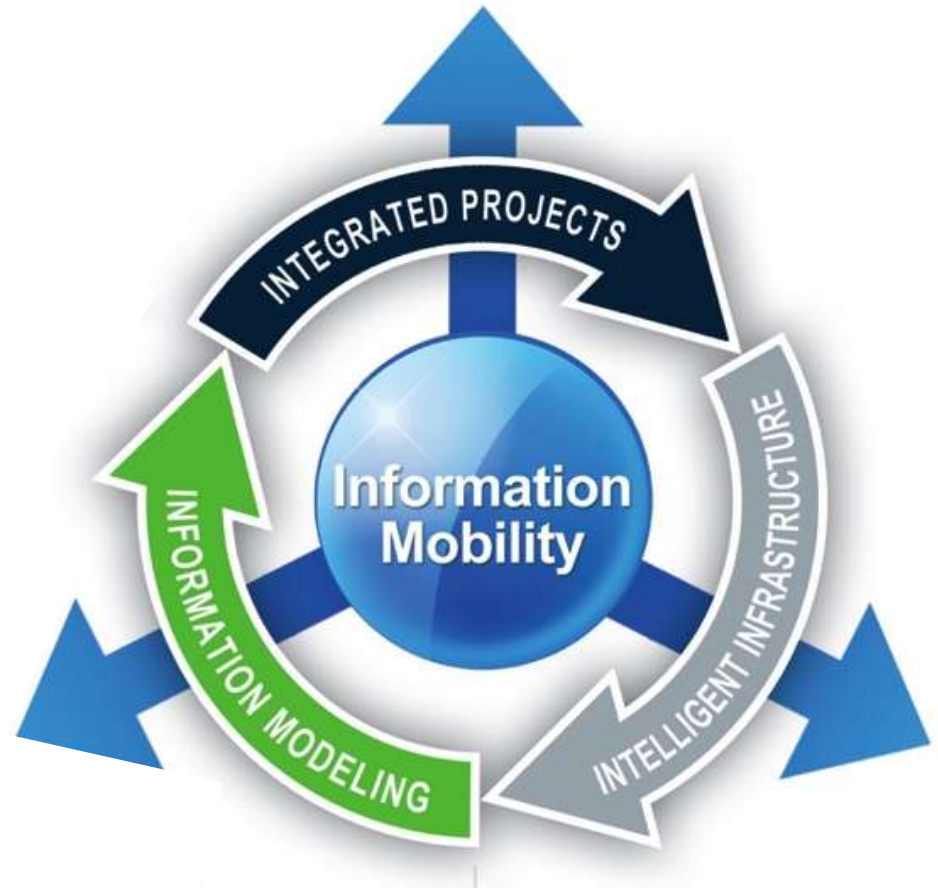 INTEGRATED PROJECTS
INTELLIGENT INFRASTRUCTURE
Information
Mobility
INFORMATION MODELING